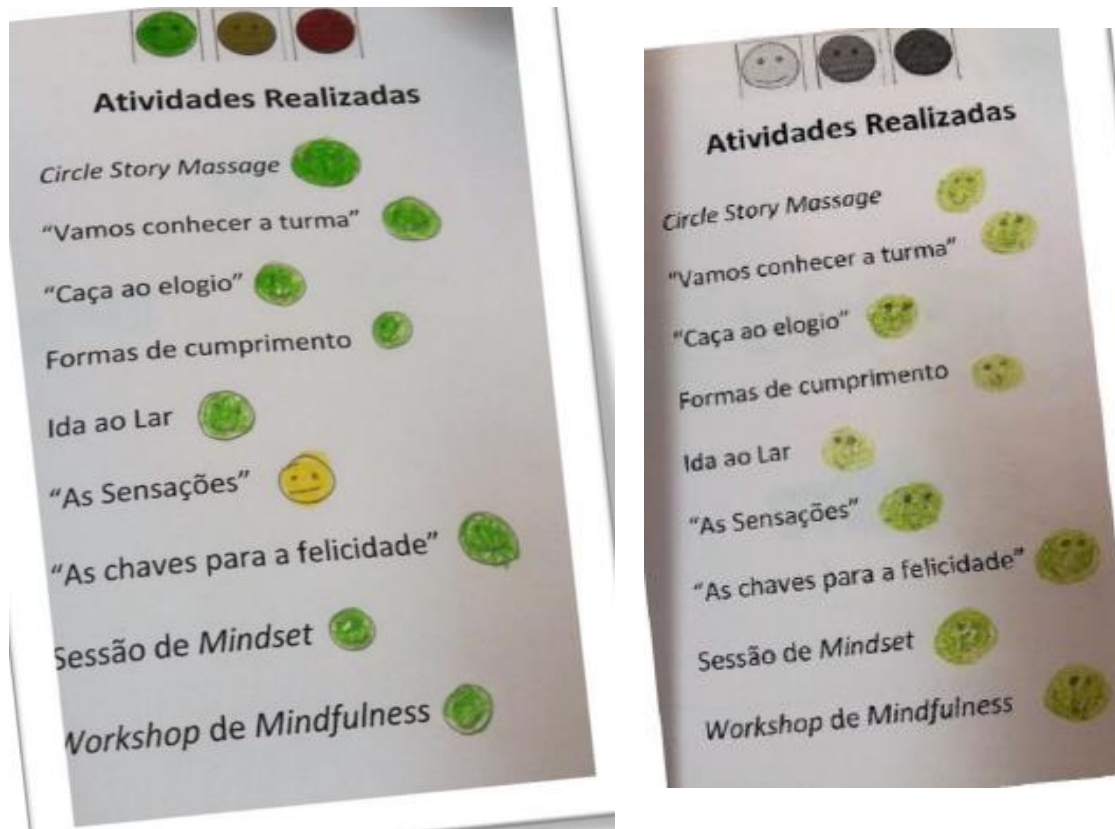 Atividades Realizadas
Circle Story Massage
“Vamos conhecer a turma”
“Caça ao elogio”
Formas de cumprimento
Ida ao Lar
“As Sensações”
“As chaves para a felicidade”
Sessão de Mindset
Workshop de Mindfulness
Atividades Realizadas
Circle Story Massage
“Vamos conhecer a turma”
“Caça ao elogio”
Formas de cumprimento
Ida ao Lar
“As Sensações”
“As chaves para a felicidade”
Sessão de Mindset
Workshop de Mindfulness